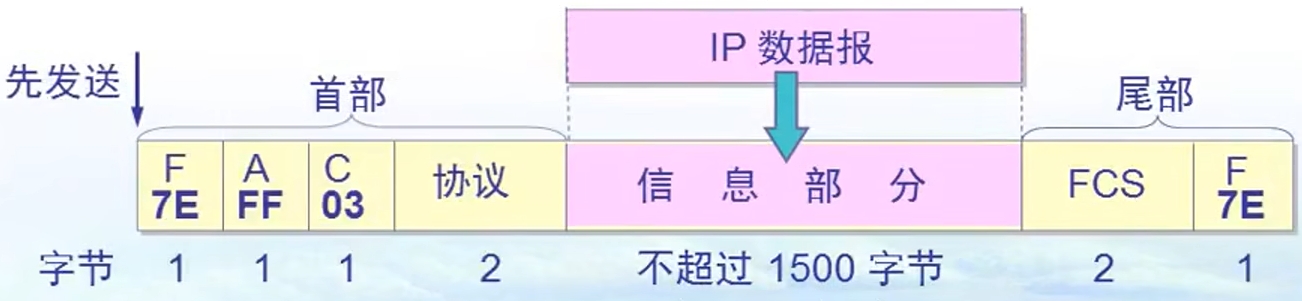 IP 数据报
先发送
首部
尾部
F A C 协议 信息部分 FCS F
7E FF 03 7E
字节 1 1 1 2 不超过 1500 字节 2 1